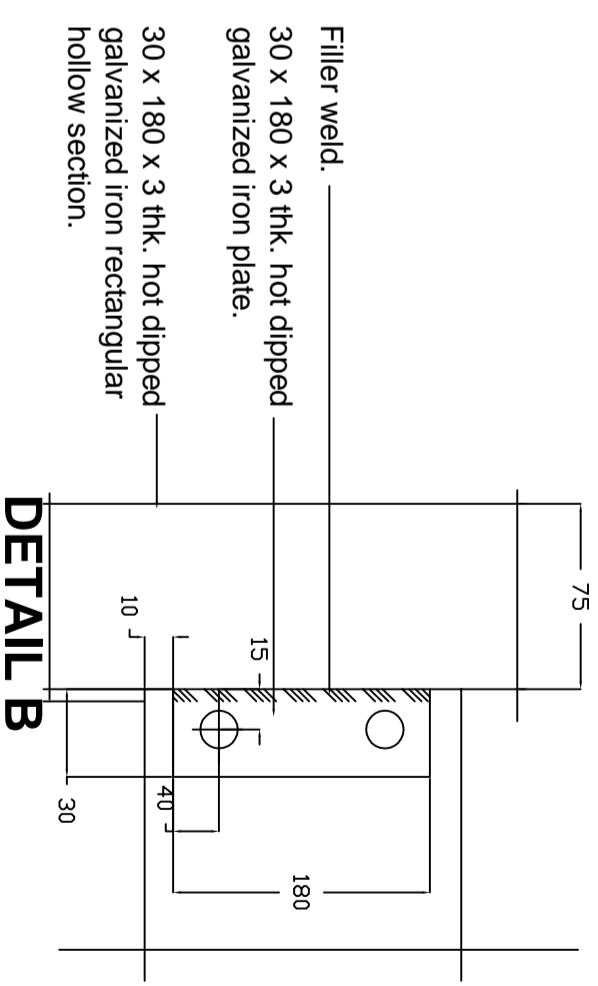 75
Filler weld.
30 x 180 x 3 thk. hot dipped
galvanized iron plate.
15
180
30 x 180 x 3 thk. hot dipped
galvanized iron rectangular
hollow section.
10
40
30
DETAIL B